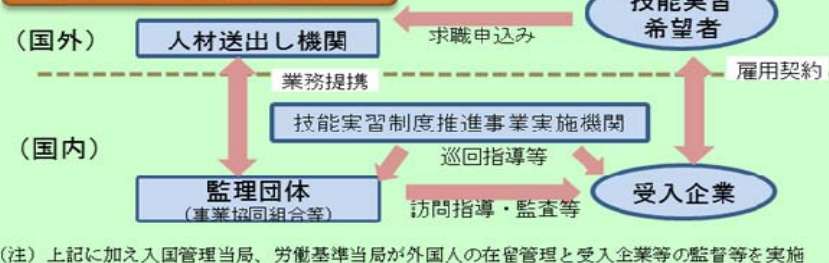 技能実習
希望者
（国外）
人材送出し機関
求職申込み
業務提携
雇用契約
技能実習制度推進事業実施機関
（国内）
巡回指導等
監理団体
（事業協同組合等）
訪問指導・監査等
受入企業
（注）上記に加え入国管理当局、労働基準当局が外国人の在留管理と受入企業等の監督等を実施